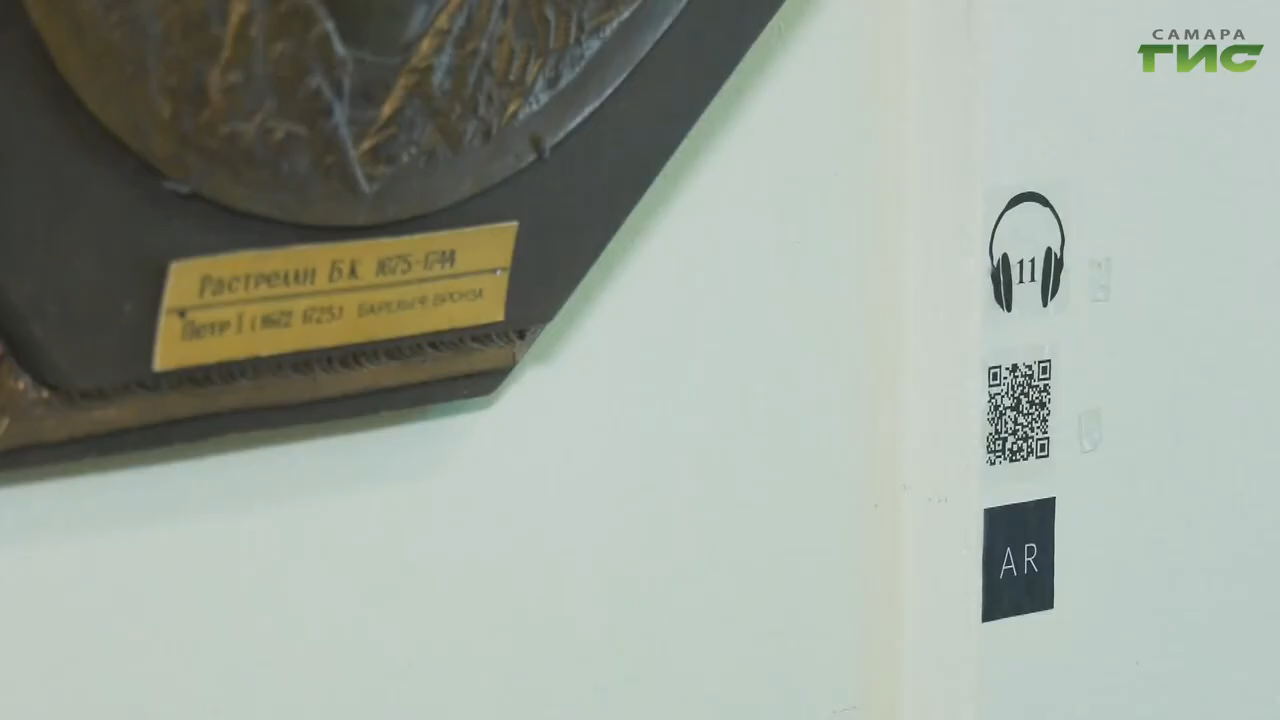 САМАРА
ГИС
Растрелли Б.К. 1675-1744
Петр I (1672 1725) БАРЕЛЬЕФ. БРОНЗА
11
AR